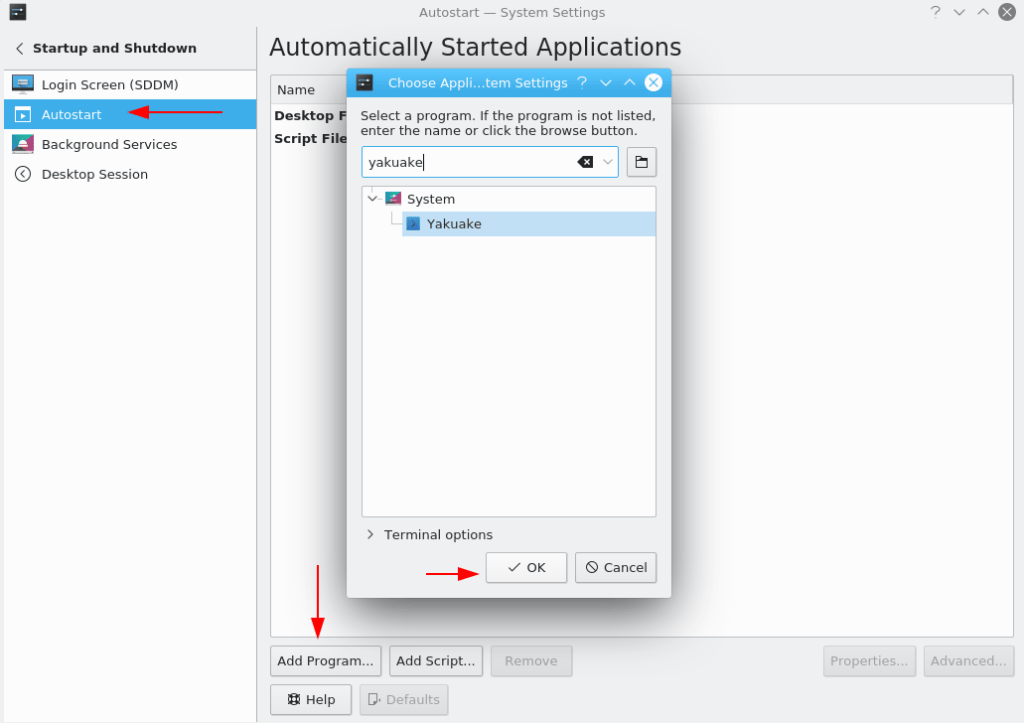 Autostart — System Settings
Startup and Shutdown
Login Screen (SDDM)
Autostart
Background Services
Desktop Session
Automatically Started Applications
Name
Desktop F
Script File
Choose Appli...tem Settings
Select a program. If the program is not listed,
enter the name or click the browse button.
yakuake
System
Yakuake
Terminal options
OK
Cancel
Add Program...
Add Script...
Remove
Properties...
Advanced...
Help
Defaults